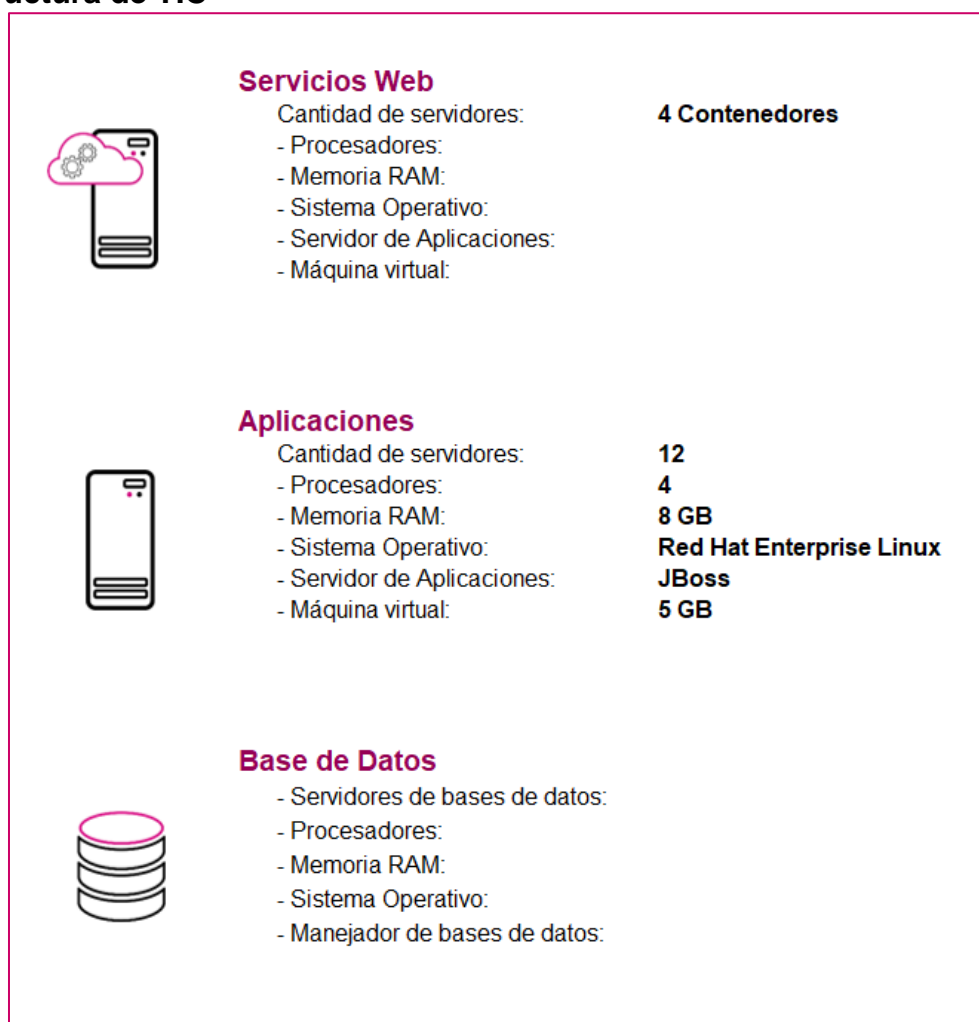 Servicios Web
Cantidad de servidores: 4 Contenedores
- Procesadores:
- Memoria RAM:
- Sistema Operativo:
- Servidor de Aplicaciones:
- Máquina virtual:
Aplicaciones
Cantidad de servidores: 12
- Procesadores: 4
- Memoria RAM: 8 GB
- Sistema Operativo: Red Hat Enterprise Linux
- Servidor de Aplicaciones: JBoss
- Máquina virtual: 5 GB
Base de Datos
- Servidores de bases de datos:
- Procesadores:
- Memoria RAM:
- Sistema Operativo:
- Manejador de bases de datos: